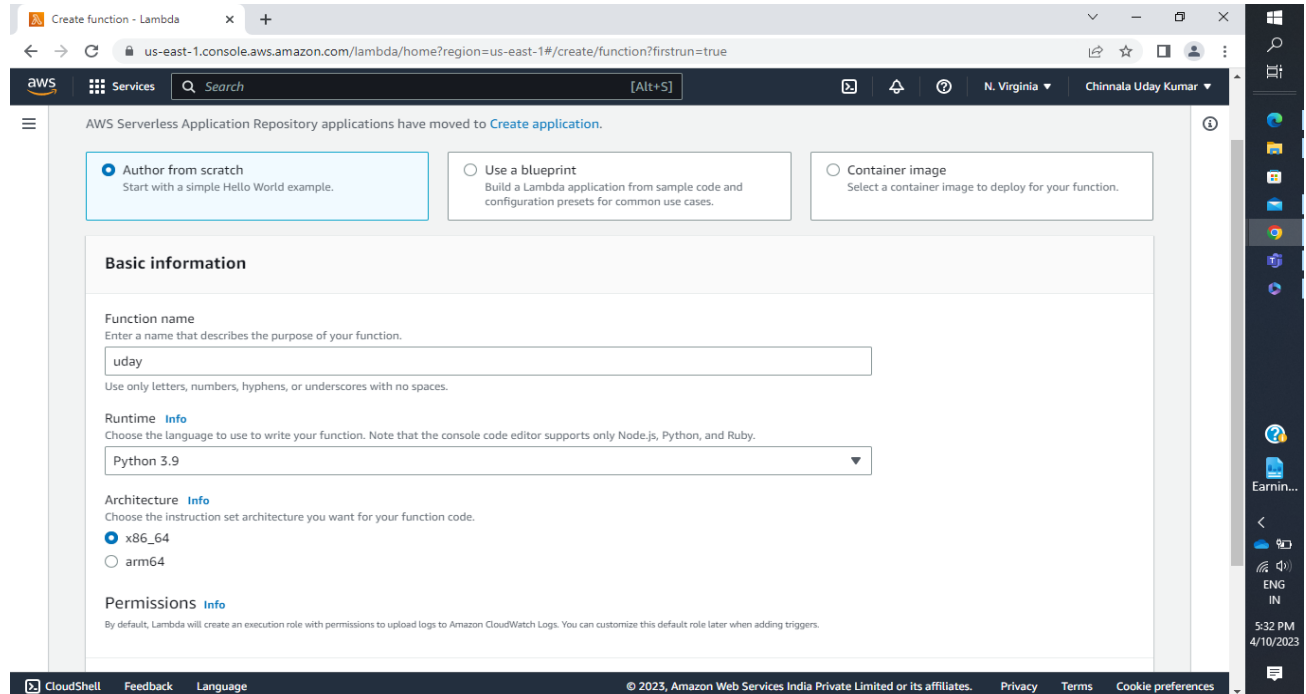 Create function - Lambda
us-east-1.console.aws.amazon.com/lambda/home?region=us-east-1#/create/function?firstrun=true
aws
Services
Search
[Alt+S]
N. Virginia
Chinnala Uday Kumar
AWS Serverless Application Repository applications have moved to Create application.
Author from scratch
Start with a simple Hello World example.
Use a blueprint
Build a Lambda application from sample code and
configuration presets for common use cases.
Container image
Select a container image to deploy for your function.
Basic information
Function name
Enter a name that describes the purpose of your function.
uday
Use only letters, numbers, hyphens, or underscores with no spaces.
Runtime Info
Choose the language to use to write your function. Note that the console code editor supports only Node.js, Python, and Ruby.
Python 3.9
Architecture Info
Choose the instruction set architecture you want for your function code.
x86_64
arm64
Permissions Info
By default, Lambda will create an execution role with permissions to upload logs to Amazon CloudWatch Logs. You can customize this default role later when adding triggers.
CloudShell
Feedback
Language
© 2023, Amazon Web Services India Private Limited or its affiliates.
Privacy
Terms
Cookie preferences
Earnin...
ENG
IN
5:32 PM
4/10/2023